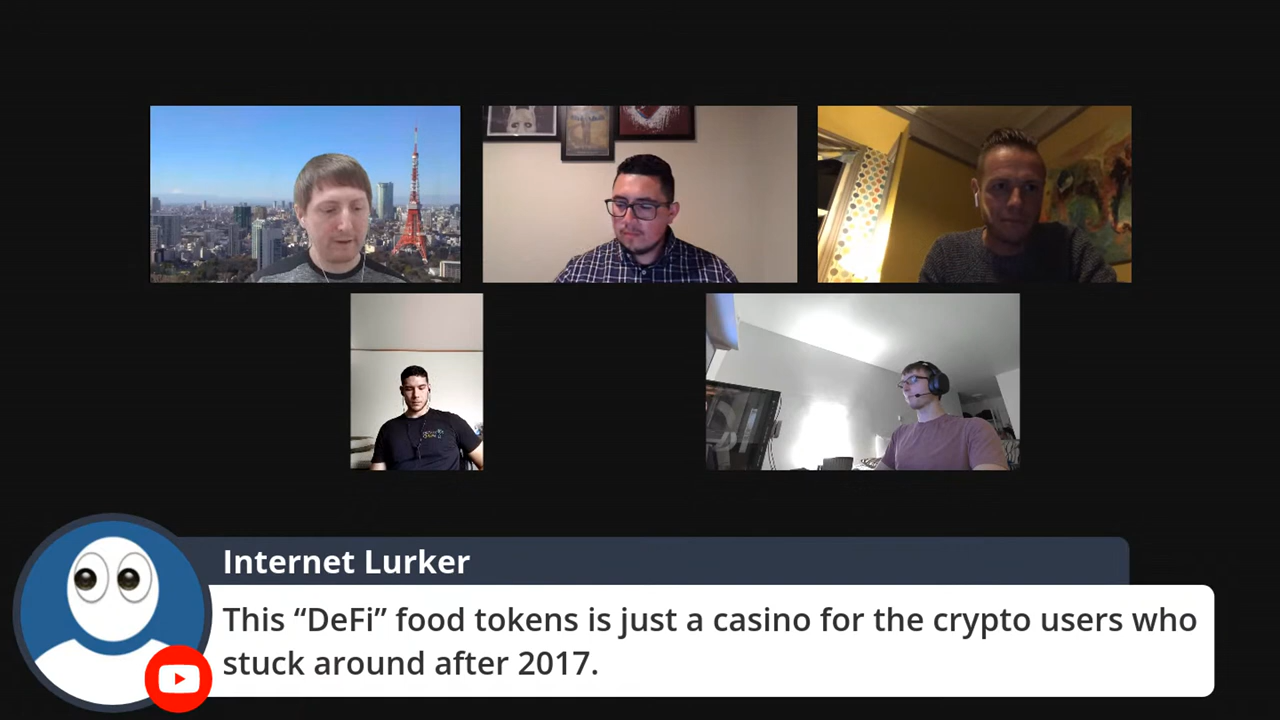 Internet Lurker
This “DeFi” food tokens is just a casino for the crypto users who
stuck around after 2017.